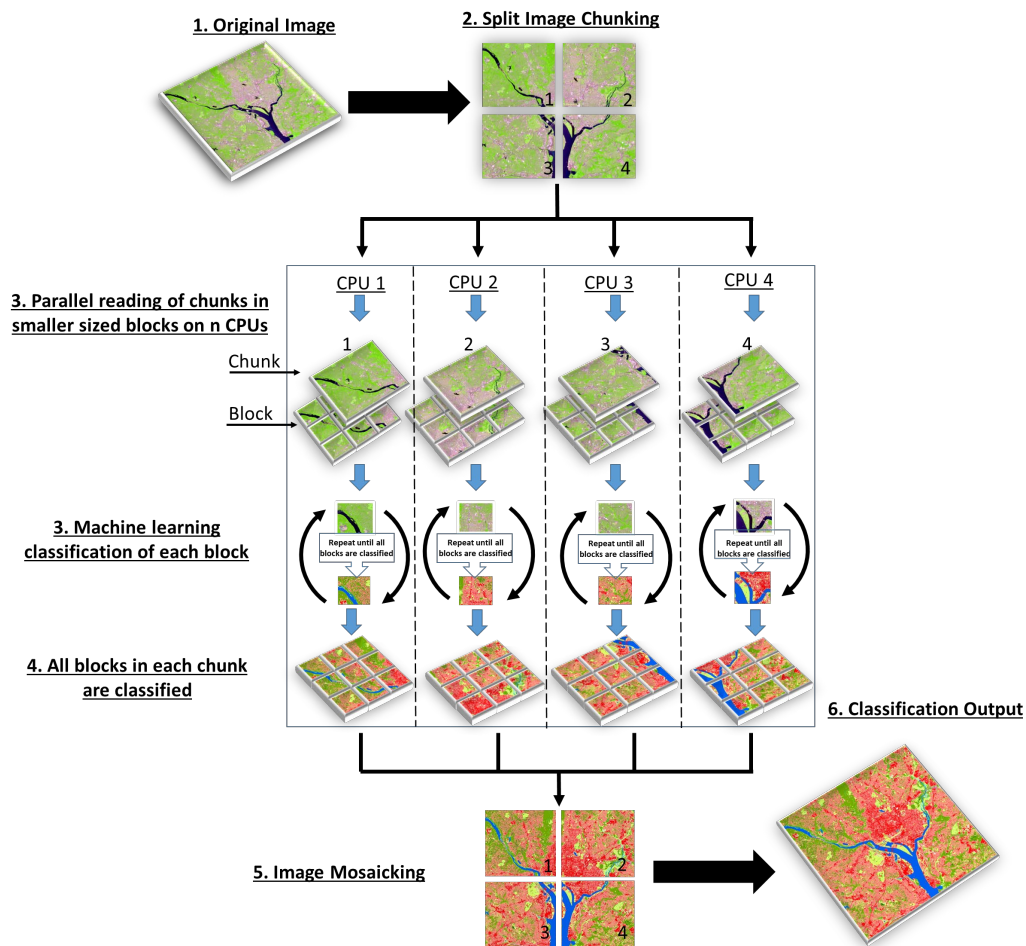 1. Original Image
2. Split Image Chunking
1
2
3
4
CPU 1
CPU 2
CPU 3
CPU 4
3. Parallel reading of chunks in
smaller sized blocks on n CPUs
1
2
3
4
Chunk
Block
3. Machine learning
classification of each block
Repeat until all
blocks are classified
Repeat until all
blocks are classified
Repeat until all
blocks are classified
Repeat until all
blocks are classified
4. All blocks in each chunk
are classified
6. Classification Output
5. Image Mosaicking
1
2
3
4